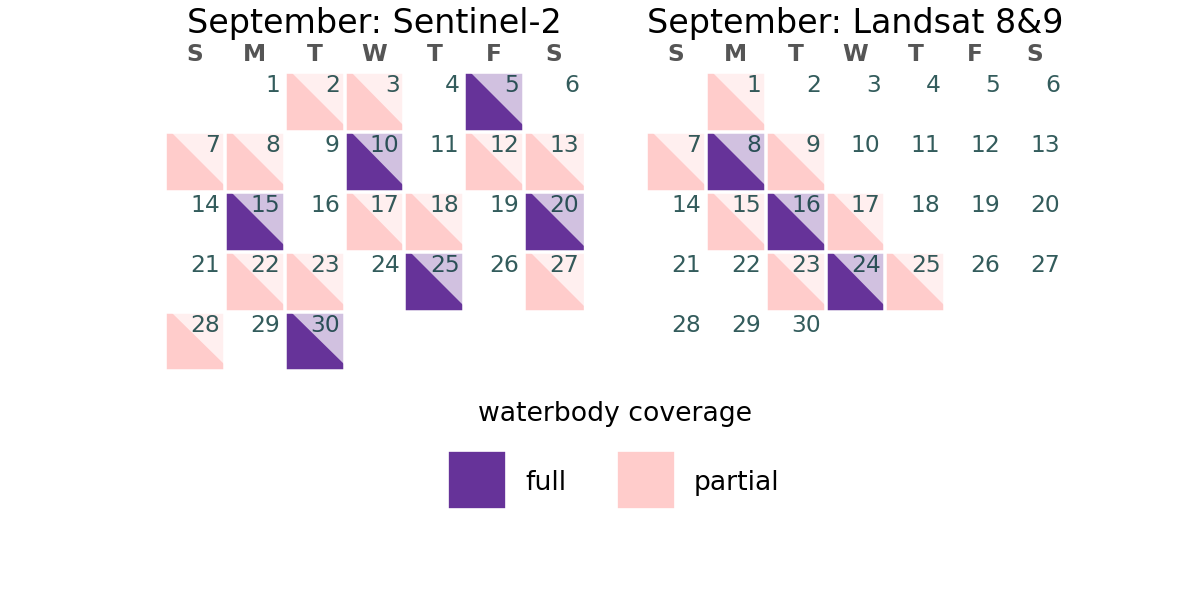 September: Sentinel-2
S M T W T F S
1 2 3 4 5 6
7 8 9 10 11 12 13
14 15 16 17 18 19 20
21 22 23 24 25 26 27
28 29 30
September: Landsat 8&9
S M T W T F S
1 2 3 4 5 6
7 8 9 10 11 12 13
14 15 16 17 18 19 20
21 22 23 24 25 26 27
28 29 30
waterbody coverage
full partial